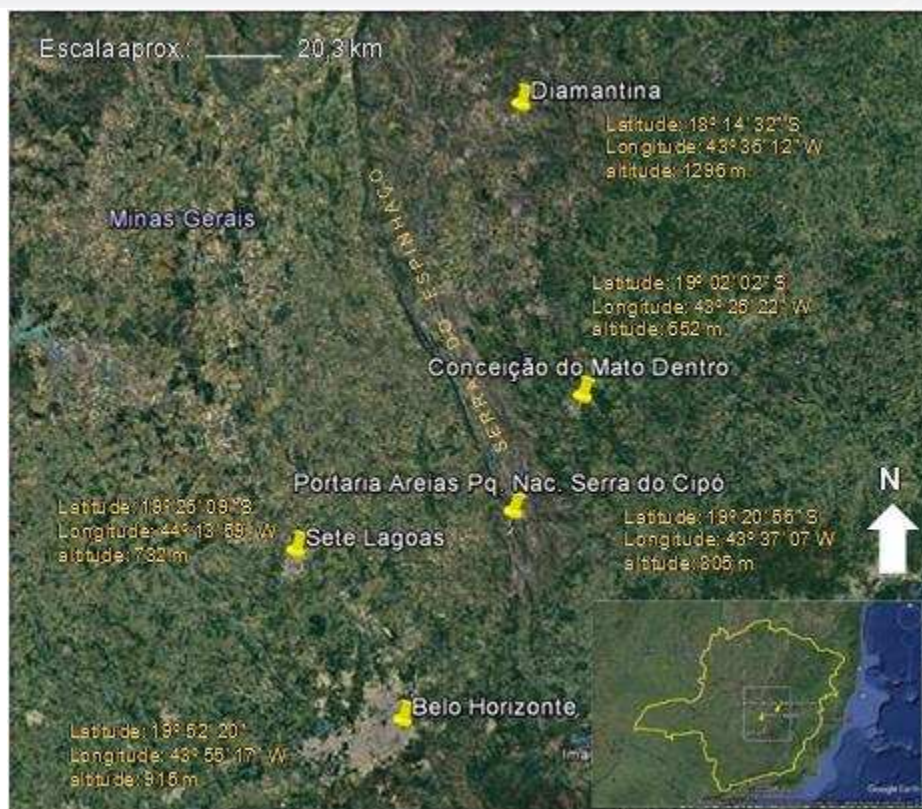 Escala aprox.: 20,3 km
Diamantina
Latitude: 18º 14' 32" S
Longitude: 43º 36' 12" W
altitude: 1296 m
Minas Gerais
SERRA DO ESPINHAÇO
Latitude: 19º 02' 02" S
Longitude: 43º 25' 22" W
altitude: 652 m
Conceição do Mato Dentro
Portaria Areias Pq. Nac. Serra do Cipó
19º 25' 09" S
Longitude: 44º 13' 59" W
altitude: 732 m
Sete Lagoas
19º 20' 56" S
Longitude: 43º 37' 07 W
altitude: 805 m
N
Belo Horizonte
Latitude: 19º 52' 20"
Longitude: 43º 55' 17" W
altitude: 915 m
Ima
Google Earth